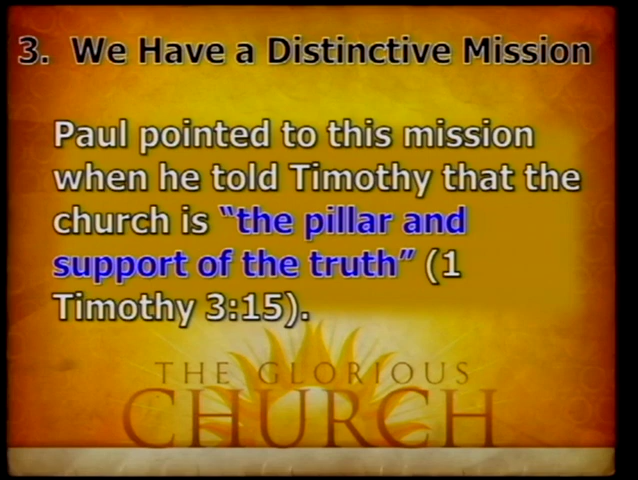 3. We Have a Distinctive Mission
Paul pointed to this mission
when he told Timothy that the
church is “the pillar and
support of the truth” (1
Timothy 3:15).
THE GLORIOUS
CHURCH